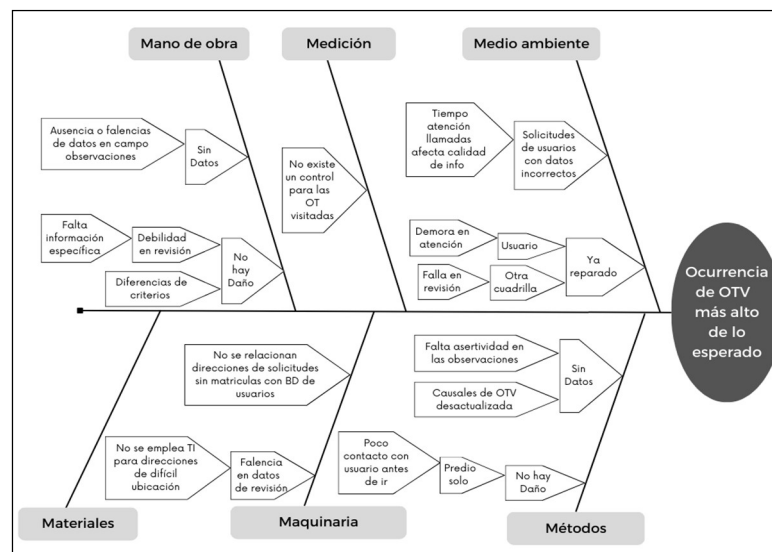 Mano de obra
Medición
Medio ambiente
Ausencia o falencias
de datos en campo
observaciones
Sin
Datos
Falta
información
específica
Debilidad
en revisión
Diferencias de
criterios
No
hay
Daño
No existe
un control
para las
OT
visitadas
Tiempo
atención
llamadas
afecta calidad
de info
Solicitudes
de usuarios
con datos
incorrectos
Demora en
atención
Usuario
Falla en
revisión
Otra
cuadrilla
Ya
reparado
Ocurrencia
de OTV
más alto
de lo
esperado
No se relacionan
direcciones de solicitudes
sin matriculas con BD de
usuarios
No se emplea TI
para direcciones
de difícil
ubicación
Falencia
en datos
de revisión
Falta asertividad en
las observaciones
Causales de OTV
desactualizada
Sin
Datos
Poco
contacto con
usuario antes
de ir
Predio
solo
No hay
Daño
Materiales
Maquinaria
Métodos